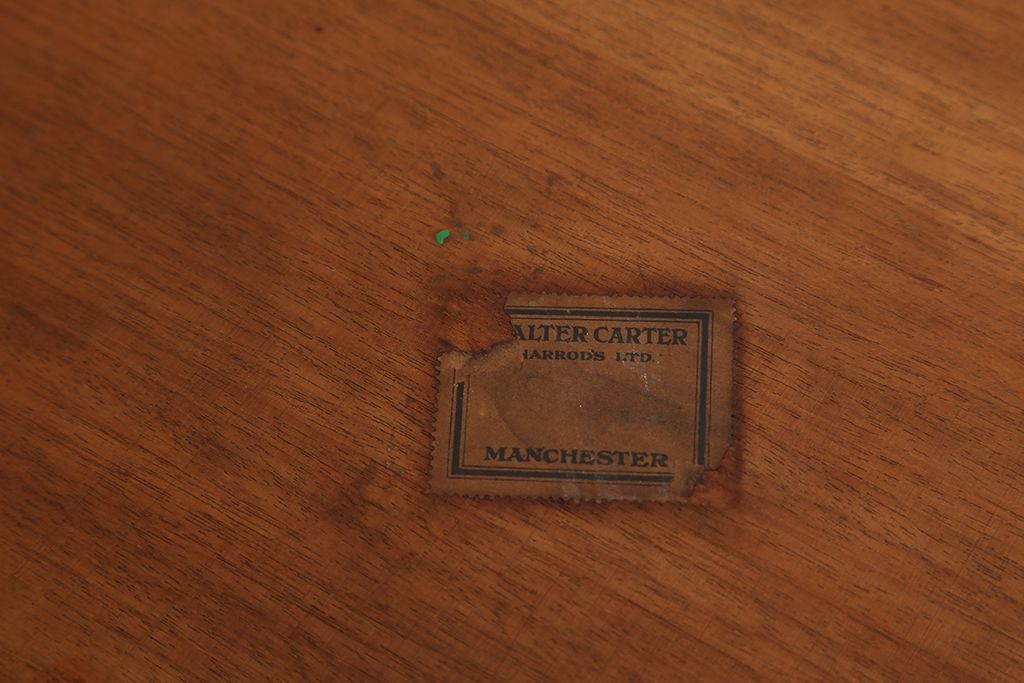 ALTER CARTER
HARROD'S LTD.
MANCHESTER